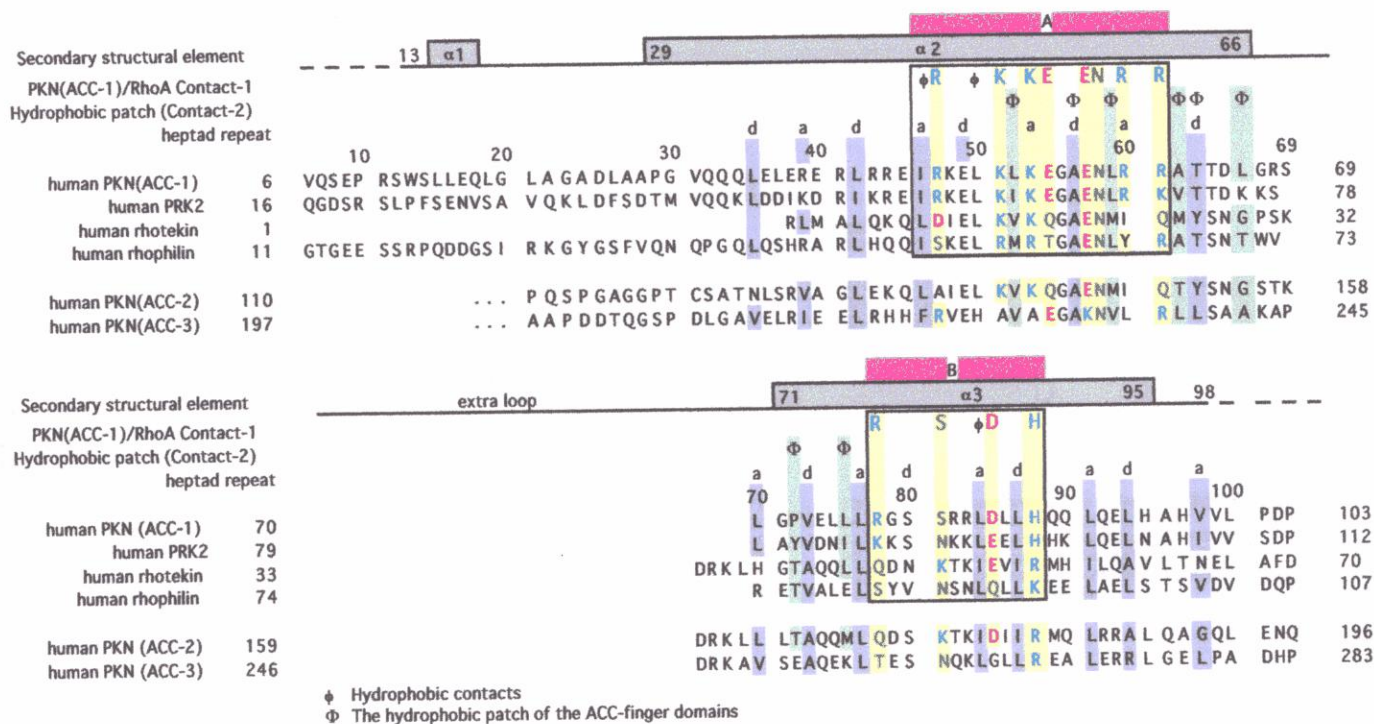 A
Secondary structural element 13 α1 29 α2 66
PKN(ACC-1)/RhoA Contact-1 ϕ R ϕ K K E E N R R
Hydrophobic patch (Contact-2) Φ Φ Φ Φ Φ Φ
heptad repeat d a d a d a d a d
10 20 30 40 50 60 69
human PKN(ACC-1) 6 VQSEP RSWSLLEQLG LAGADLAAPG VQQQLELERE RLRREIRKEL KLKEGAENLR RATTDLGRS 69
human PRK2 16 QGDSR SLPFSENVSA VQKLDFSDTM VQQKLDDIKD RIKREIRKEL KIKEGAENLR KVTTDKKS 78
human rhotekin 1 RLM ALQKQLDIEL KVKQGAENMI QMYSNGPSK 32
human rhophilin 11 GTGEE SSRPQDDGSI RKGYGSFVQN QPGQLQSHRA RLHQQISKEL RMRTGAENLY RATSNTWV 73
human PKN(ACC-2) 110 ... PQSPGAGGPT CSATNLSRVA GLEKQLAIEL KVKQGAENMI QTYSNGSTK 158
human PKN(ACC-3) 197 ... AAPDDTQGSP DLGAVELRIE ELRHHFRVEH AVAEGAKNVL RLLSAAKAP 245
B
Secondary structural element extra loop 71 α3 95 98
PKN(ACC-1)/RhoA Contact-1 R S ϕ D H
Hydrophobic patch (Contact-2) Φ Φ
heptad repeat a d a d a d a d a
70 80 90 100
human PKN (ACC-1) 70 L GPVELLLRGS SRRLDLLHQQ LQELHAHVVL PDP 103
human PRK2 79 L AYVDNILKKS NKKLEELHHK LQELNAHIVV SDP 112
human rhotekin 33 DRKLH GTAQQLLQDN KTKIEVIRMH ILQAVLTNEL AFD 70
human rhophilin 74 R ETVALELSYV NSNLQLLKEE LAELSTSVDV DQP 107
human PKN (ACC-2) 159 DRKLL LTAQQMLQDS KTKIDIIRMQ LRRALQAGQL ENQ 196
human PKN (ACC-3) 246 DRKAV SEAQEKLTES NQKLGLLREA LERRLGELPA DHP 283
ϕ Hydrophobic contacts
Φ The hydrophobic patch of the ACC-finger domains